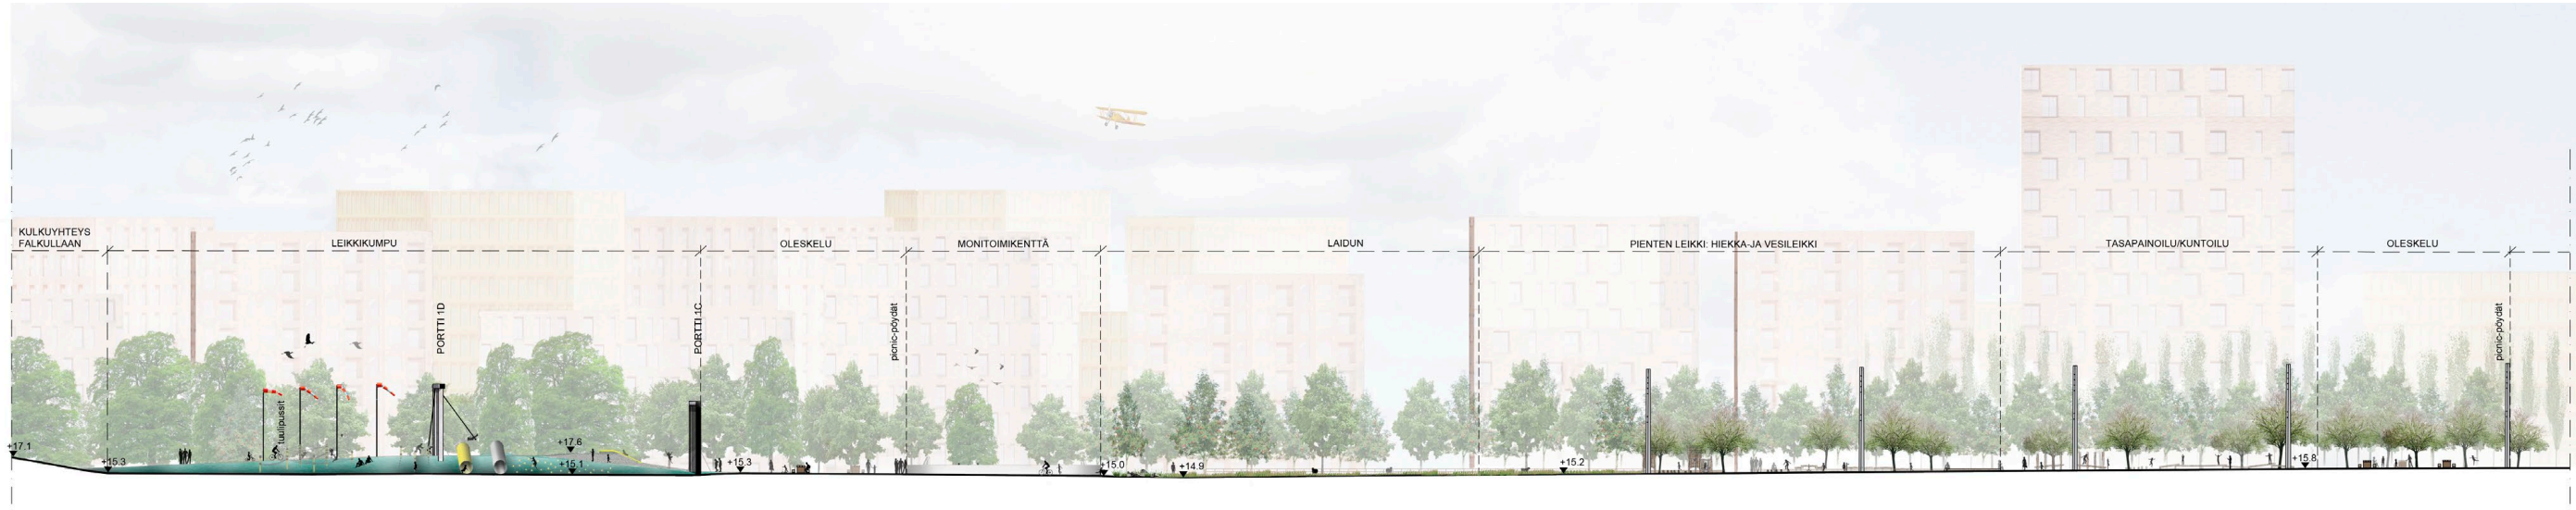 KULKUYHTEYS
FALKULLAAN
LEIKKIKUMPU
OLESKELU
MONITOIMIKENTTÄ
LAIDUN
PIENTEN LEIKKI: HIEKKA-JA VESILEIKKI
TASAPAINOILU/KUNTOILU
OLESKELU
PORTTI 1D
PORTTI 1C
picnic-pöydät
picnic-pöydät
tuulipussit
+17.1
+15.3
+17.6
+15.1
+15.3
+15.0
+14.9
+15.2
+15.8